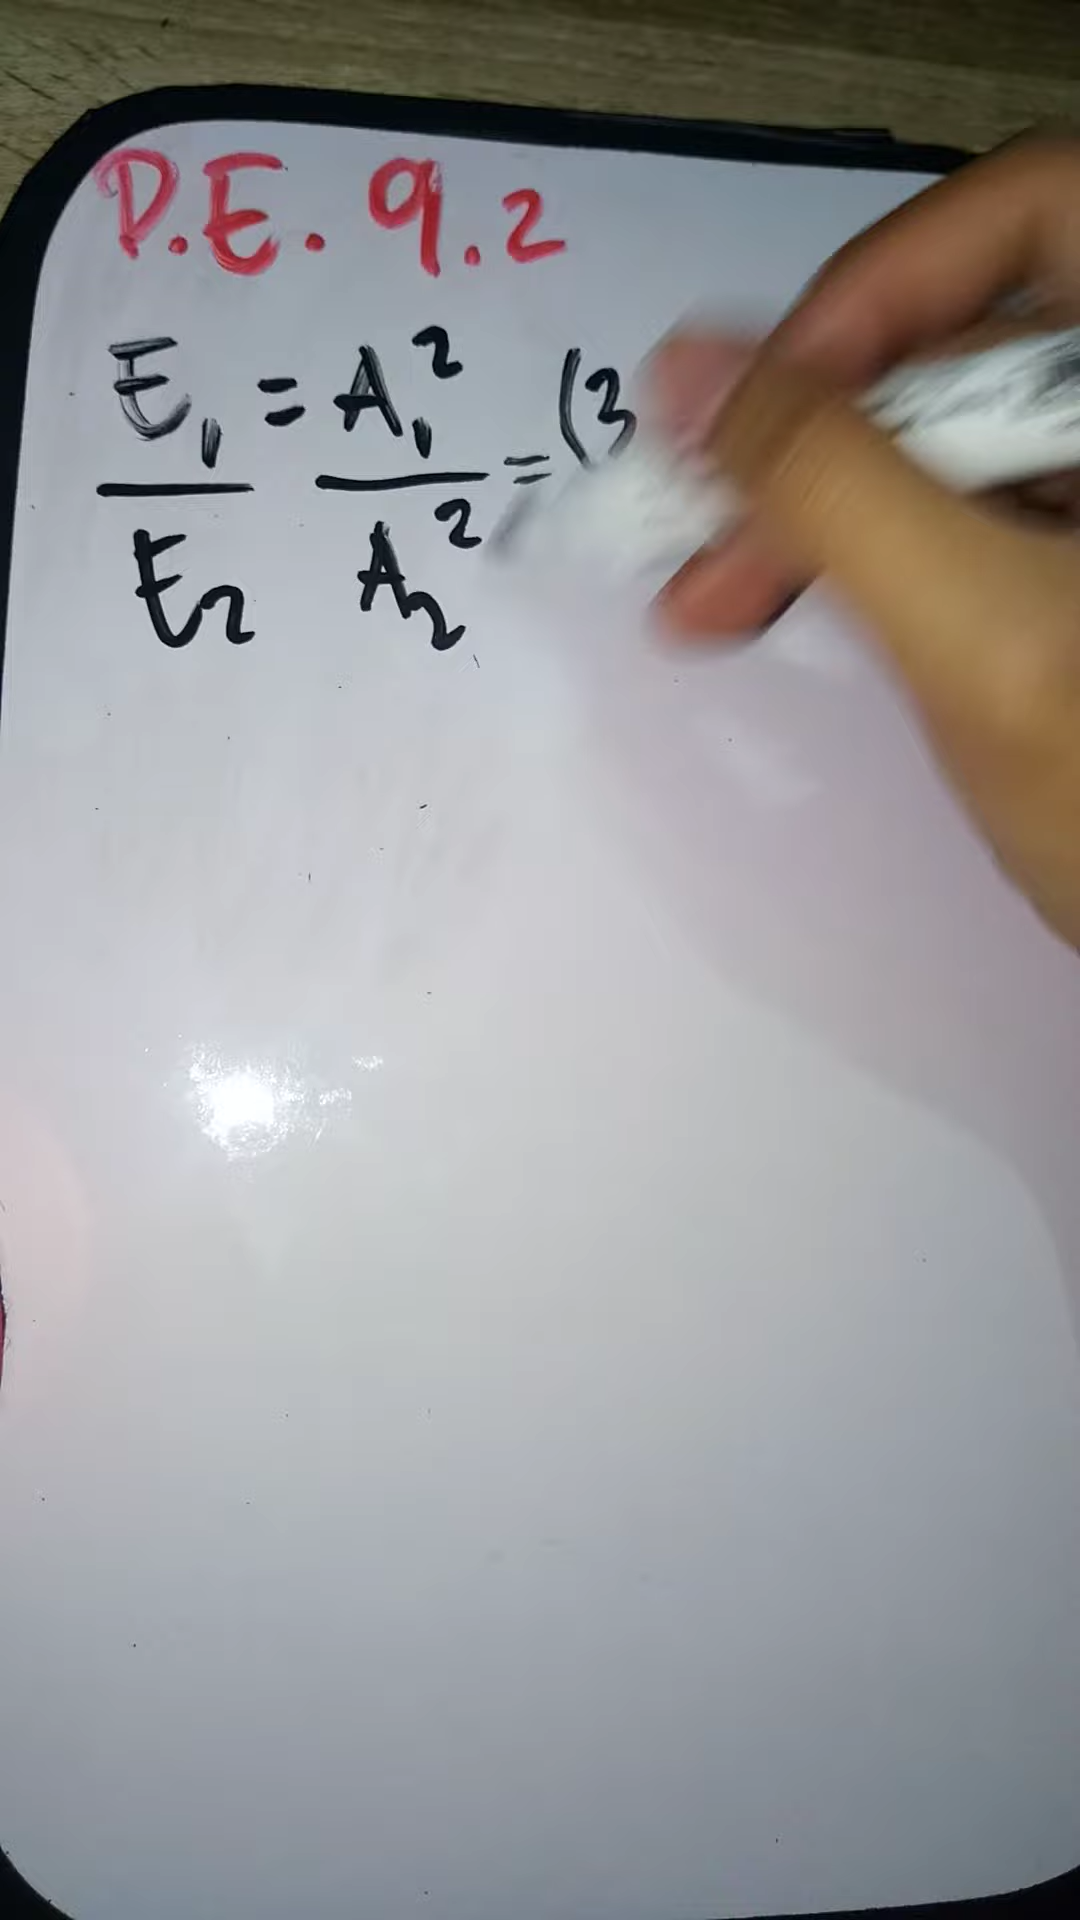 P.E. 9.2
E₁ = A₁² = (3
E₂ A₂²